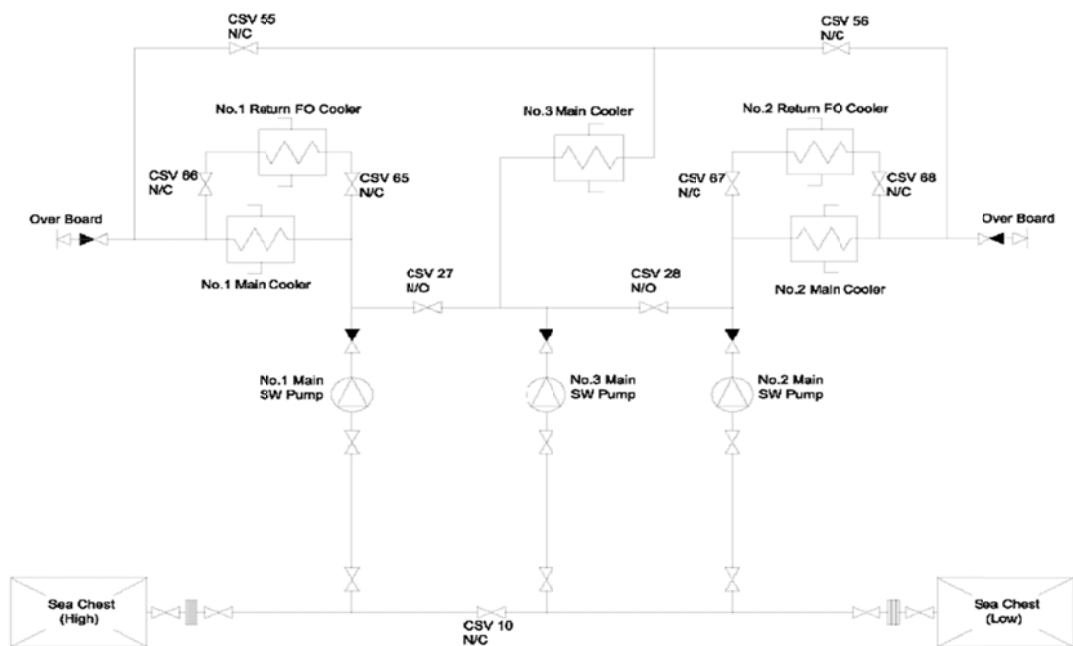 CSV 55
N/C
CSV 56
N/C
No.1 Return FO Cooler
No.3 Main Cooler
No.2 Return FO Cooler
CSV 66
N/C
CSV 65
N/C
CSV 67
N/C
CSV 68
N/C
Over Board
Over Board
No.1 Main Cooler
No.2 Main Cooler
CSV 27
N/O
CSV 28
N/O
No.1 Main
SW Pump
No.3 Main
SW Pump
No.2 Main
SW Pump
Sea Chest
(High)
Sea Chest
(Low)
CSV 10
N/C